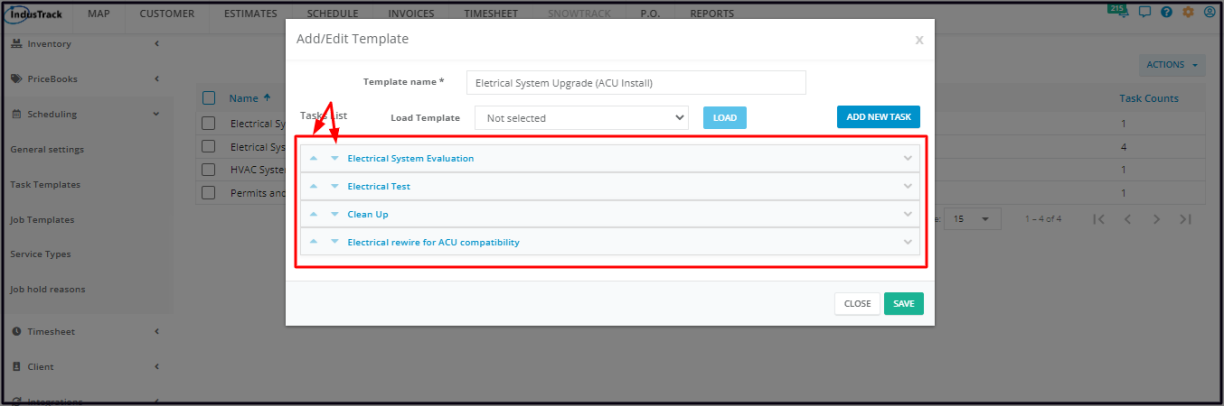 IndusTrack MAP CUSTOMER ESTIMATES SCHEDULE INVOICES TIMESHEET SNOWTRACK P.O. REPORTS 215
Add/Edit Template x
Inventory
PriceBooks
ACTIONS
Template name * Eletrical System Upgrade (ACU Install)
Name Task Counts
Scheduling
Tasks List Load Template Not selected LOAD ADD NEW TASK
Electrical Sy 1
General settings
Eletrical Sys 4
Electrical System Evaluation
HVAC Syste 1
Task Templates
Electrical Test
Permits and 1
Job Templates
Clean Up
15 1 – 4 of 4
Electrical rewire for ACU compatibility
Service Types
Job hold reasons
CLOSE SAVE
Timesheet
Client
Integrations